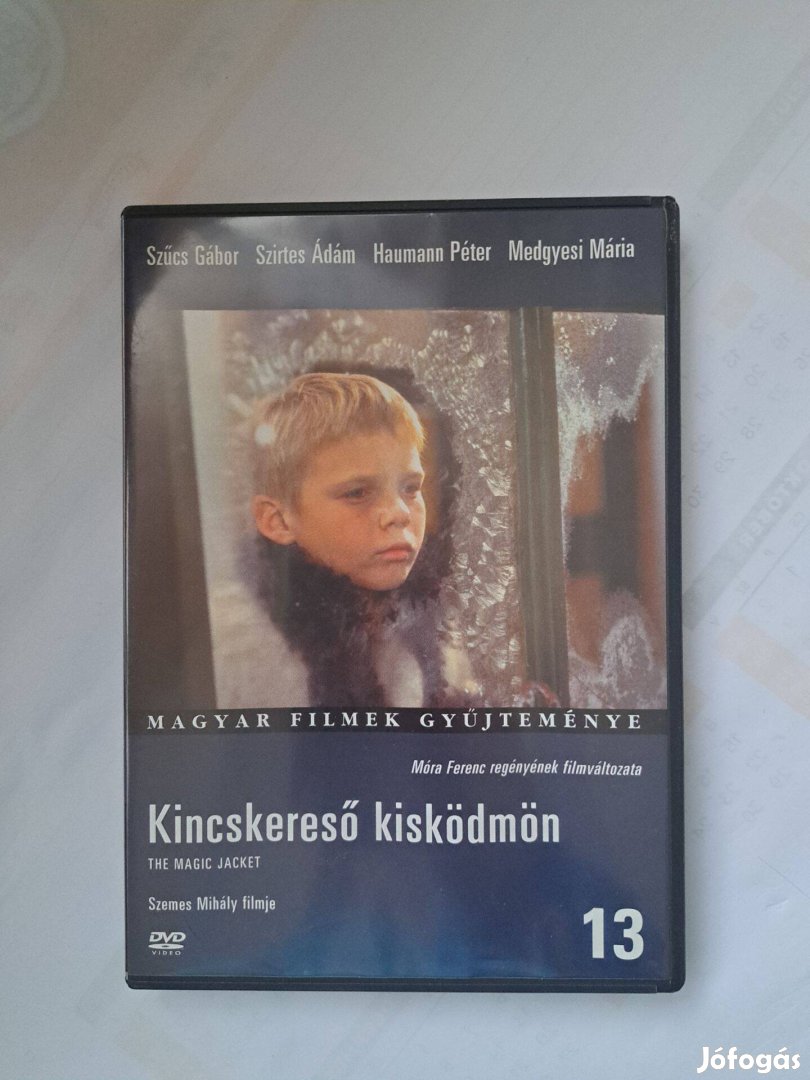 Szűcs Gábor Szirtes Ádám Haumann Péter Medgyesi Mária
MAGYAR FILMEK GYŰJTEMÉNYE
Móra Ferenc regényének filmváltozata
Kincskereső kisködmön
THE MAGIC JACKET
Szemes Mihály filmje
13
DVD
VIDEO
Jófogás